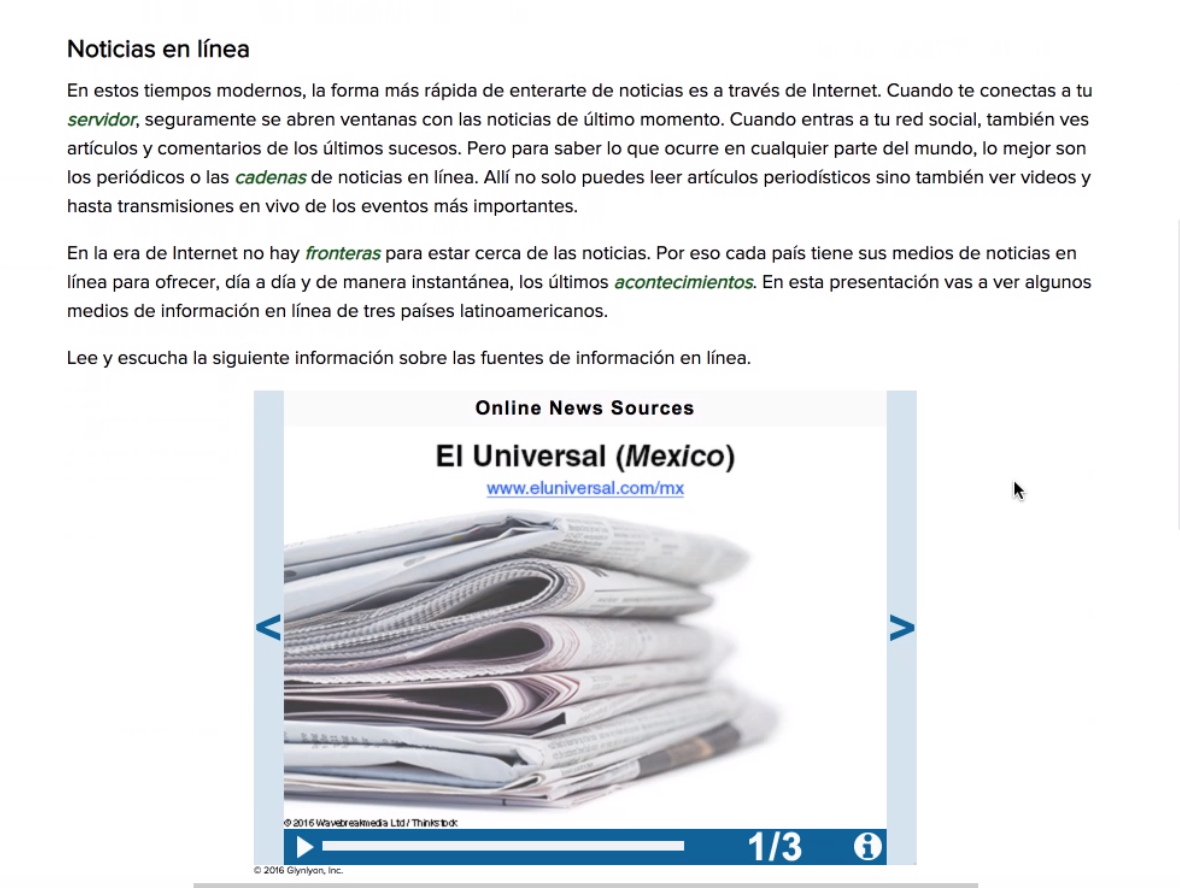 Noticias en línea
En estos tiempos modernos, la forma más rápida de enterarte de noticias es a través de Internet. Cuando te conectas a tu
servidor, seguramente se abren ventanas con las noticias de último momento. Cuando entras a tu red social, también ves
artículos y comentarios de los últimos sucesos. Pero para saber lo que ocurre en cualquier parte del mundo, lo mejor son
los periódicos o las cadenas de noticias en línea. Allí no solo puedes leer artículos periodísticos sino también ver videos y
hasta transmisiones en vivo de los eventos más importantes.
En la era de Internet no hay fronteras para estar cerca de las noticias. Por eso cada país tiene sus medios de noticias en
línea para ofrecer, día a día y de manera instantánea, los últimos acontecimientos. En esta presentación vas a ver algunos
medios de información en línea de tres países latinoamericanos.
Lee y escucha la siguiente información sobre las fuentes de información en línea.
Online News Sources
El Universal (Mexico)
www.eluniversal.com/mx
< >
© 2016 Wavebreakmedia Ltd / Thinkstock
1/3
© 2016 Glynlyon, Inc.